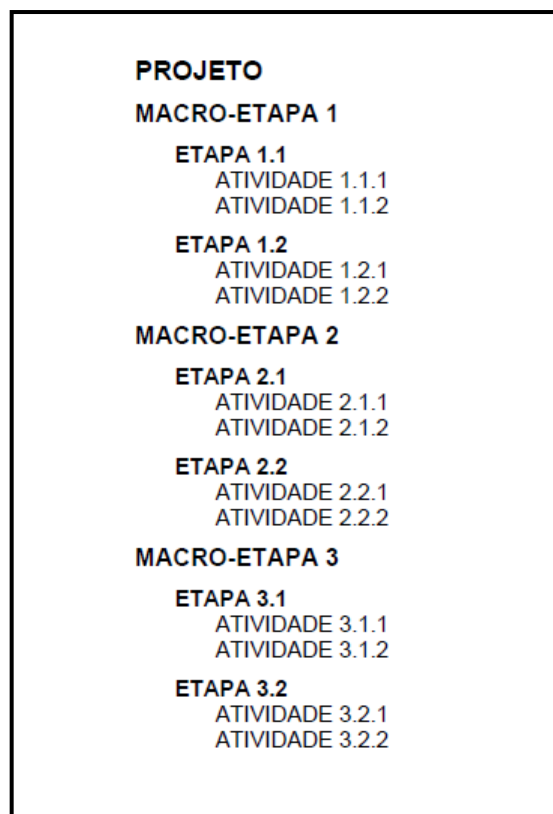 PROJETO
MACRO-ETAPA 1
ETAPA 1.1
ATIVIDADE 1.1.1
ATIVIDADE 1.1.2
ETAPA 1.2
ATIVIDADE 1.2.1
ATIVIDADE 1.2.2
MACRO-ETAPA 2
ETAPA 2.1
ATIVIDADE 2.1.1
ATIVIDADE 2.1.2
ETAPA 2.2
ATIVIDADE 2.2.1
ATIVIDADE 2.2.2
MACRO-ETAPA 3
ETAPA 3.1
ATIVIDADE 3.1.1
ATIVIDADE 3.1.2
ETAPA 3.2
ATIVIDADE 3.2.1
ATIVIDADE 3.2.2